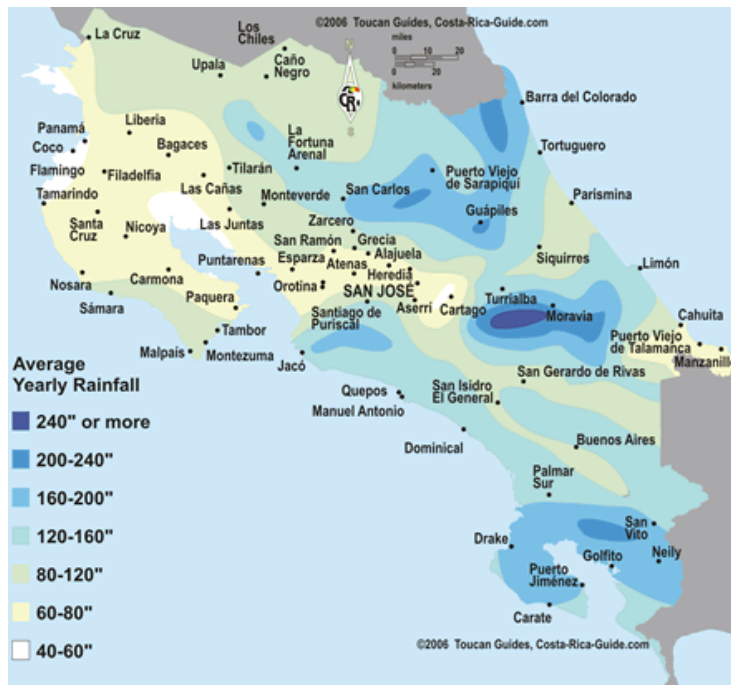 ©2006 Toucan Guides, Costa-Rica-Guide.com
miles
0 10 20
0 20
kilometers
N
CRG
S
La Cruz
Los
Chiles
Upala
Caño
Negro
Barra del Colorado
Panamá
Liberia
Coco
Bagaces
La
Fortuna
Arenal
Tortuguero
Flamingo
Filadelfia
Tilarán
Puerto Viejo
de Sarapiquí
Las Cañas
Tamarindo
Monteverde
San Carlos
Parismina
Santa
Cruz
Nicoya
Las Juntas
Zarcero
Guápiles
San Ramón
Grecia
Siquirres
Puntarenas
Esparza
Atenas
Alajuela
Heredia
Limón
Nosara
Carmona
Orotina
SAN JOSÉ
Sámara
Paquera
Santiago de
Puriscal
Aserrí
Cartago
Turrialba
Moravia
Cahuita
Tambor
Puerto Viejo
de Talamanca
Malpaís
Montezuma
Jacó
Manzanillo
San Gerardo de Rivas
Quepos
Manuel Antonio
San Isidro
El General
Dominical
Buenos Aires
Palmar
Sur
San
Vito
Drake
Golfito
Neily
Puerto
Jiménez
Carate
©2006 Toucan Guides, Costa-Rica-Guide.com
Average
Yearly Rainfall
240" or more
200-240"
160-200"
120-160"
80-120"
60-80"
40-60"